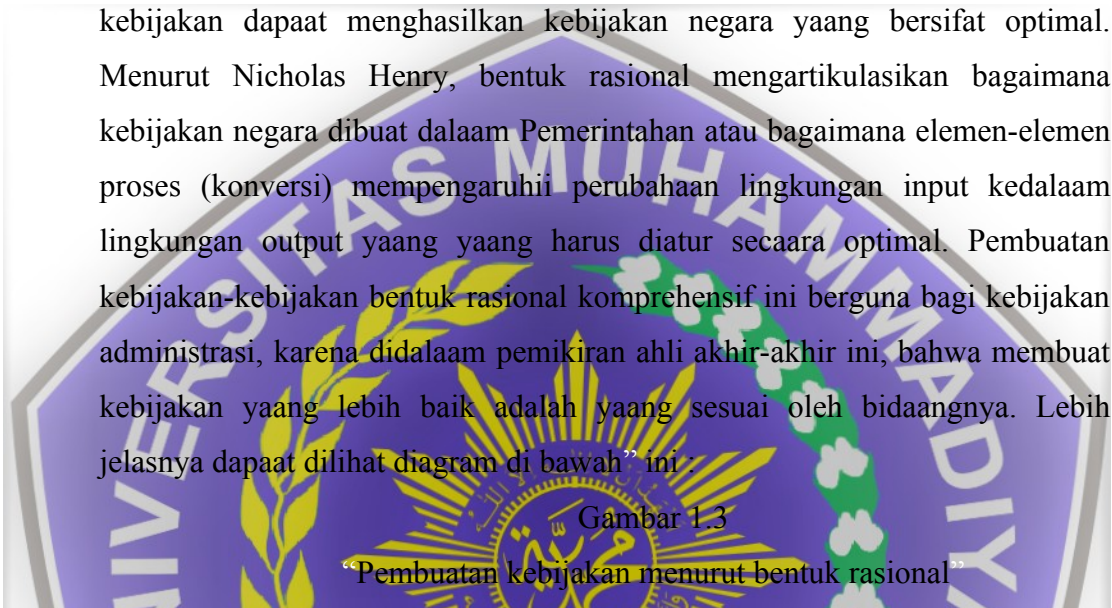 kebijakan dapaat menghasilkan kebijakan negara yaang bersifat optimal.
Menurut Nicholas Henry, bentuk rasional mengartikulasikan bagaimana
kebijakan negara dibuat dalaam Pemerintahan atau bagaimana elemen-elemen
proses (konversi) mempengaruhii perubahaan lingkungan input kedalaam
lingkungan output yaang yaang harus diatur secaara optimal. Pembuatan
kebijakan-kebijakan bentuk rasional komprehensif ini berguna bagi kebijakan
administrasi, karena didalaam pemikiran ahli akhir-akhir ini, bahwa membuat
kebijakan yaang lebih baik adalah yaang sesuai oleh bidaangnya. Lebih
jelasnya dapaat dilihat diagram di bawah” ini :
Gambar 1.3
“Pembuatan kebijakan menurut bentuk rasional”
NIVERSITAS MUHAMMADIYA